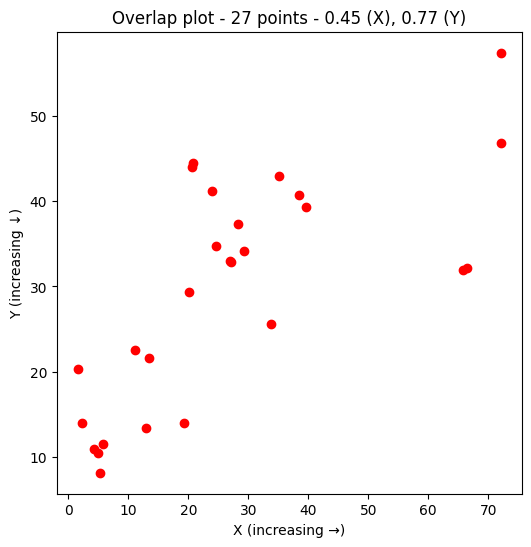 Overlap plot - 27 points - 0.45 (X), 0.77 (Y)
Y (increasing ↓)
50
40
30
20
10
0 10 20 30 40 50 60 70
X (increasing →)